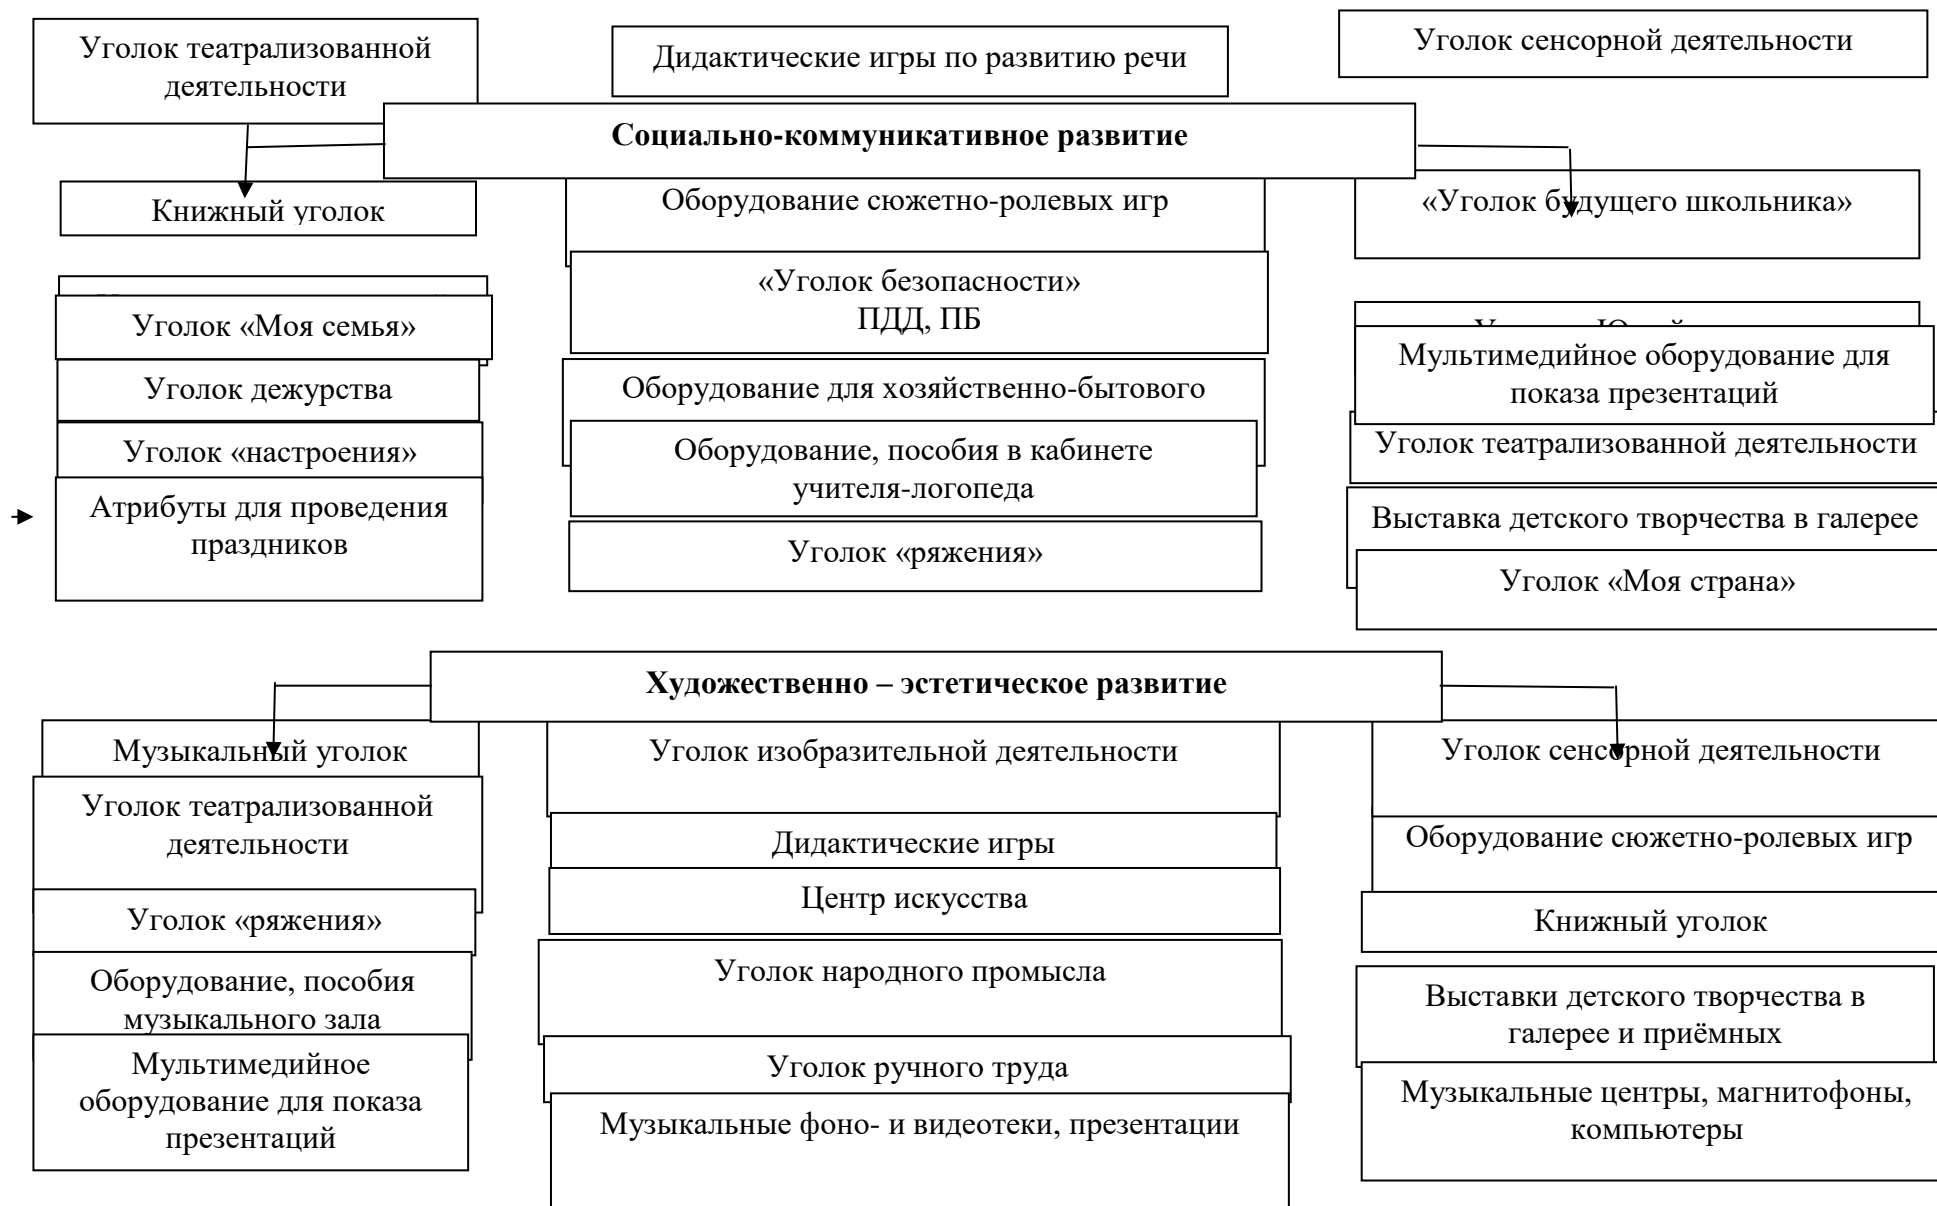 Уголок театрализованной
деятельности
Дидактические игры по развитию речи
Уголок сенсорной деятельности
Социально-коммуникативное развитие
Книжный уголок
Оборудование сюжетно-ролевых игр
«Уголок будущего школьника»
«Уголок безопасности»
ПДД, ПБ
Уголок «Моя семья»
Мультимедийное оборудование для
показа презентаций
Уголок дежурства
Оборудование для хозяйственно-бытового
Уголок «настроения»
Оборудование, пособия в кабинете
учителя-логопеда
Уголок театрализованной деятельности
Атрибуты для проведения
праздников
Уголок «ряжения»
Выставка детского творчества в галерее
Уголок «Моя страна»
Художественно – эстетическое развитие
Музыкальный уголок
Уголок изобразительной деятельности
Уголок сенсорной деятельности
Уголок театрализованной
деятельности
Дидактические игры
Оборудование сюжетно-ролевых игр
Центр искусства
Уголок «ряжения»
Книжный уголок
Уголок народного промысла
Оборудование, пособия
музыкального зала
Выставки детского творчества в
галерее и приёмных
Мультимедийное
оборудование для показа
презентаций
Уголок ручного труда
Музыкальные фоно- и видеотеки, презентации
Музыкальные центры, магнитофоны,
компьютеры